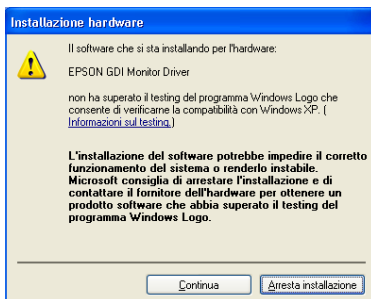 Installazione hardware
Il software che si sta installando per l'hardware:
EPSON GDI Monitor Driver
non ha superato il testing del programma Windows Logo che
consente di verificarne la compatibilità con Windows XP. (
Informazioni sul testing.)
L'installazione del software potrebbe impedire il corretto
funzionamento del sistema o renderlo instabile.
Microsoft consiglia di arrestare l'installazione e di
contattare il fornitore dell'hardware per ottenere un
prodotto software che abbia superato il testing del
programma Windows Logo.
Continua
Arresta installazione